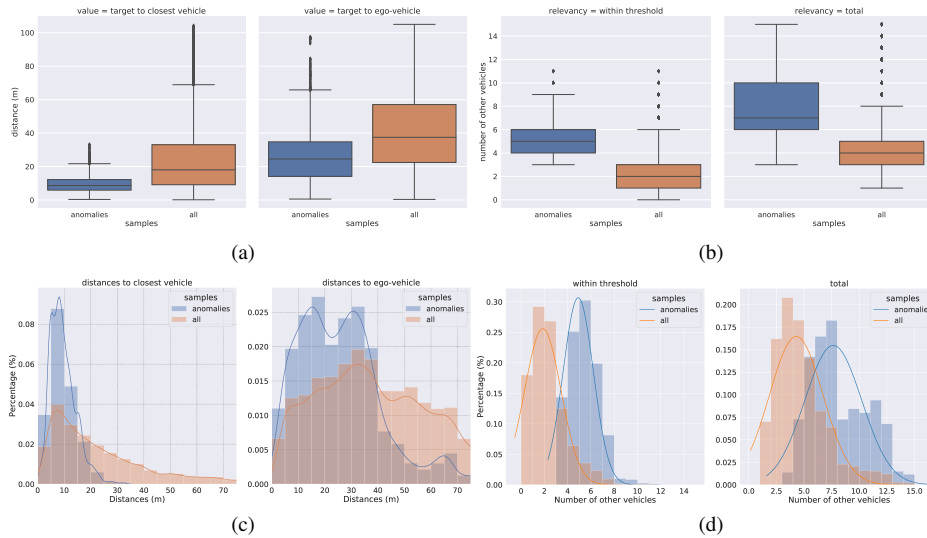 value = target to closest vehicle
value = target to ego-vehicle
relevancy = within threshold
relevancy = total
distance (m)
100
80
60
40
20
0
anomalies
all
samples
anomalies
all
samples
number of other vehicles
14
12
10
8
6
4
2
0
anomalies
all
samples
anomalies
all
samples
(a)
(b)
distances to closest vehicle
distances to ego-vehicle
within threshold
total
Percentage (%)
0.08
0.06
0.04
0.02
0.00
samples
anomalies
all
0 10 20 30 40 50 60 70
Distances (m)
0.025
0.020
0.015
0.010
0.005
0.000
samples
anomalies
all
0 10 20 30 40 50 60 70
Distances (m)
Percentage (%)
0.30
0.25
0.20
0.15
0.10
0.05
0.00
samples
anomalies
all
0 2 4 6 8 10 12 14
Number of other vehicles
0.200
0.175
0.150
0.125
0.100
0.075
0.050
0.025
0.000
samples
anomalies
all
0.0 2.5 5.0 7.5 10.0 12.5 15.0
Number of other vehicles
(c)
(d)